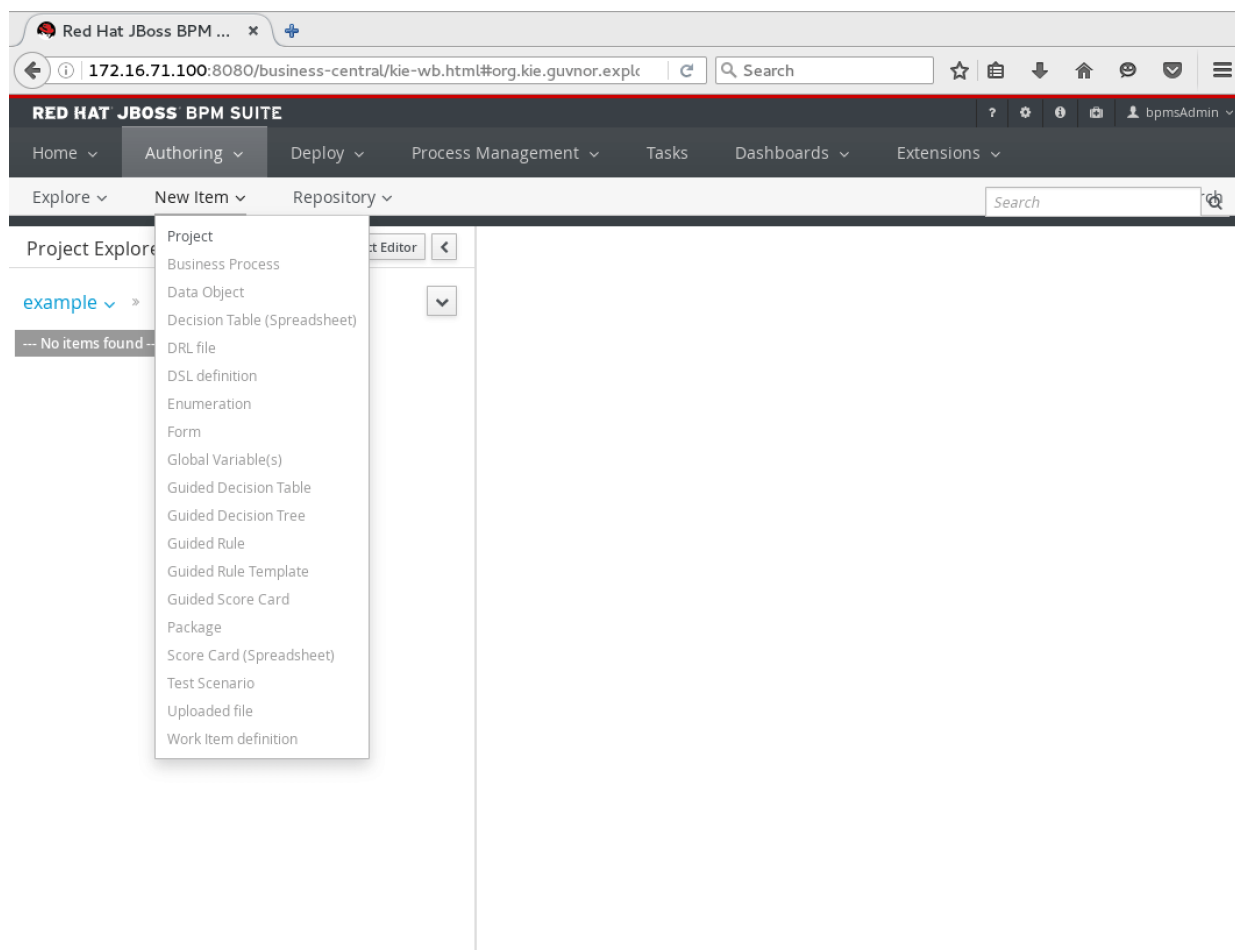 Red Hat JBoss BPM ...
172.16.71.100:8080/business-central/kie-wb.html#org.kie.guvnor.explo
Search
RED HAT JBOSS BPM SUITE
bpmsAdmin
Home
Authoring
Deploy
Process Management
Tasks
Dashboards
Extensions
Explore
New Item
Repository
Search
Project Explore
Editor
example »
--- No items found --
Project
Business Process
Data Object
Decision Table (Spreadsheet)
DRL file
DSL definition
Enumeration
Form
Global Variable(s)
Guided Decision Table
Guided Decision Tree
Guided Rule
Guided Rule Template
Guided Score Card
Package
Score Card (Spreadsheet)
Test Scenario
Uploaded file
Work Item definition